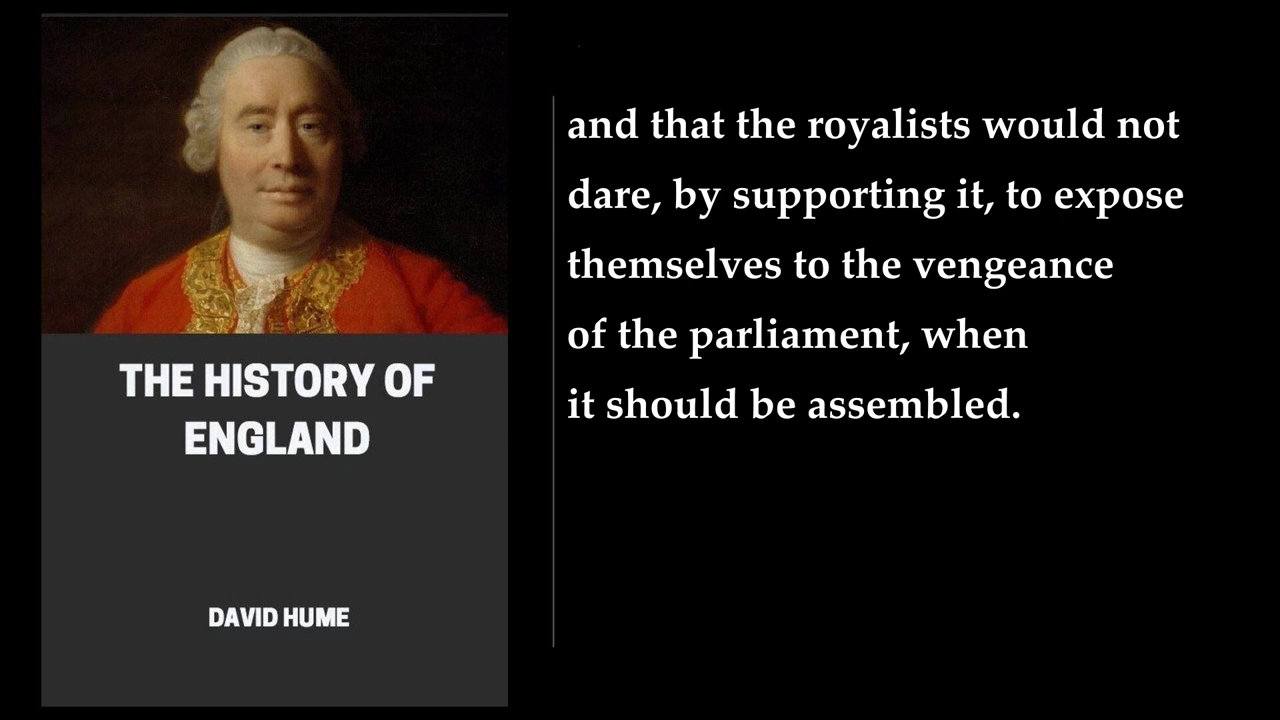 THE HISTORY OF
ENGLAND
DAVID HUME
and that the royalists would not
dare, by supporting it, to expose
themselves to the vengeance
of the parliament, when
it should be assembled.